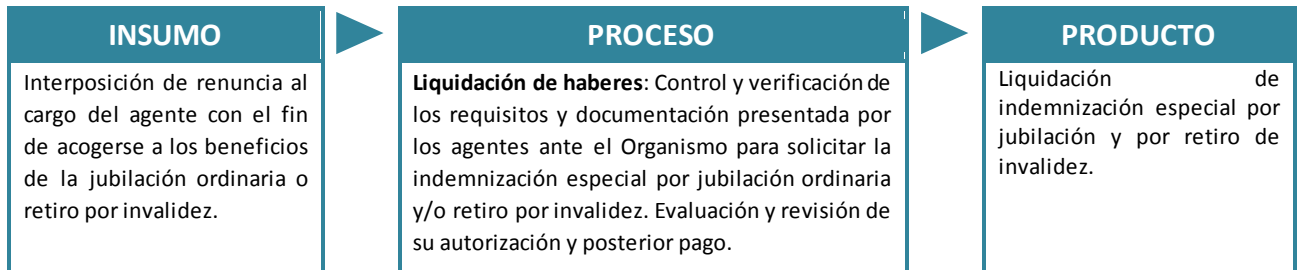 INSUMO
Interposición de renuncia al
cargo del agente con el fin
de acogerse a los beneficios
de la jubilación ordinaria o
retiro por invalidez.
PROCESO
Liquidación de haberes: Control y verificación de
los requisitos y documentación presentada por
los agentes ante el Organismo para solicitar la
indemnización especial por jubilación ordinaria
y/o retiro por invalidez. Evaluación y revisión de
su autorización y posterior pago.
PRODUCTO
Liquidación de
indemnización especial por
jubilación y por retiro de
invalidez.